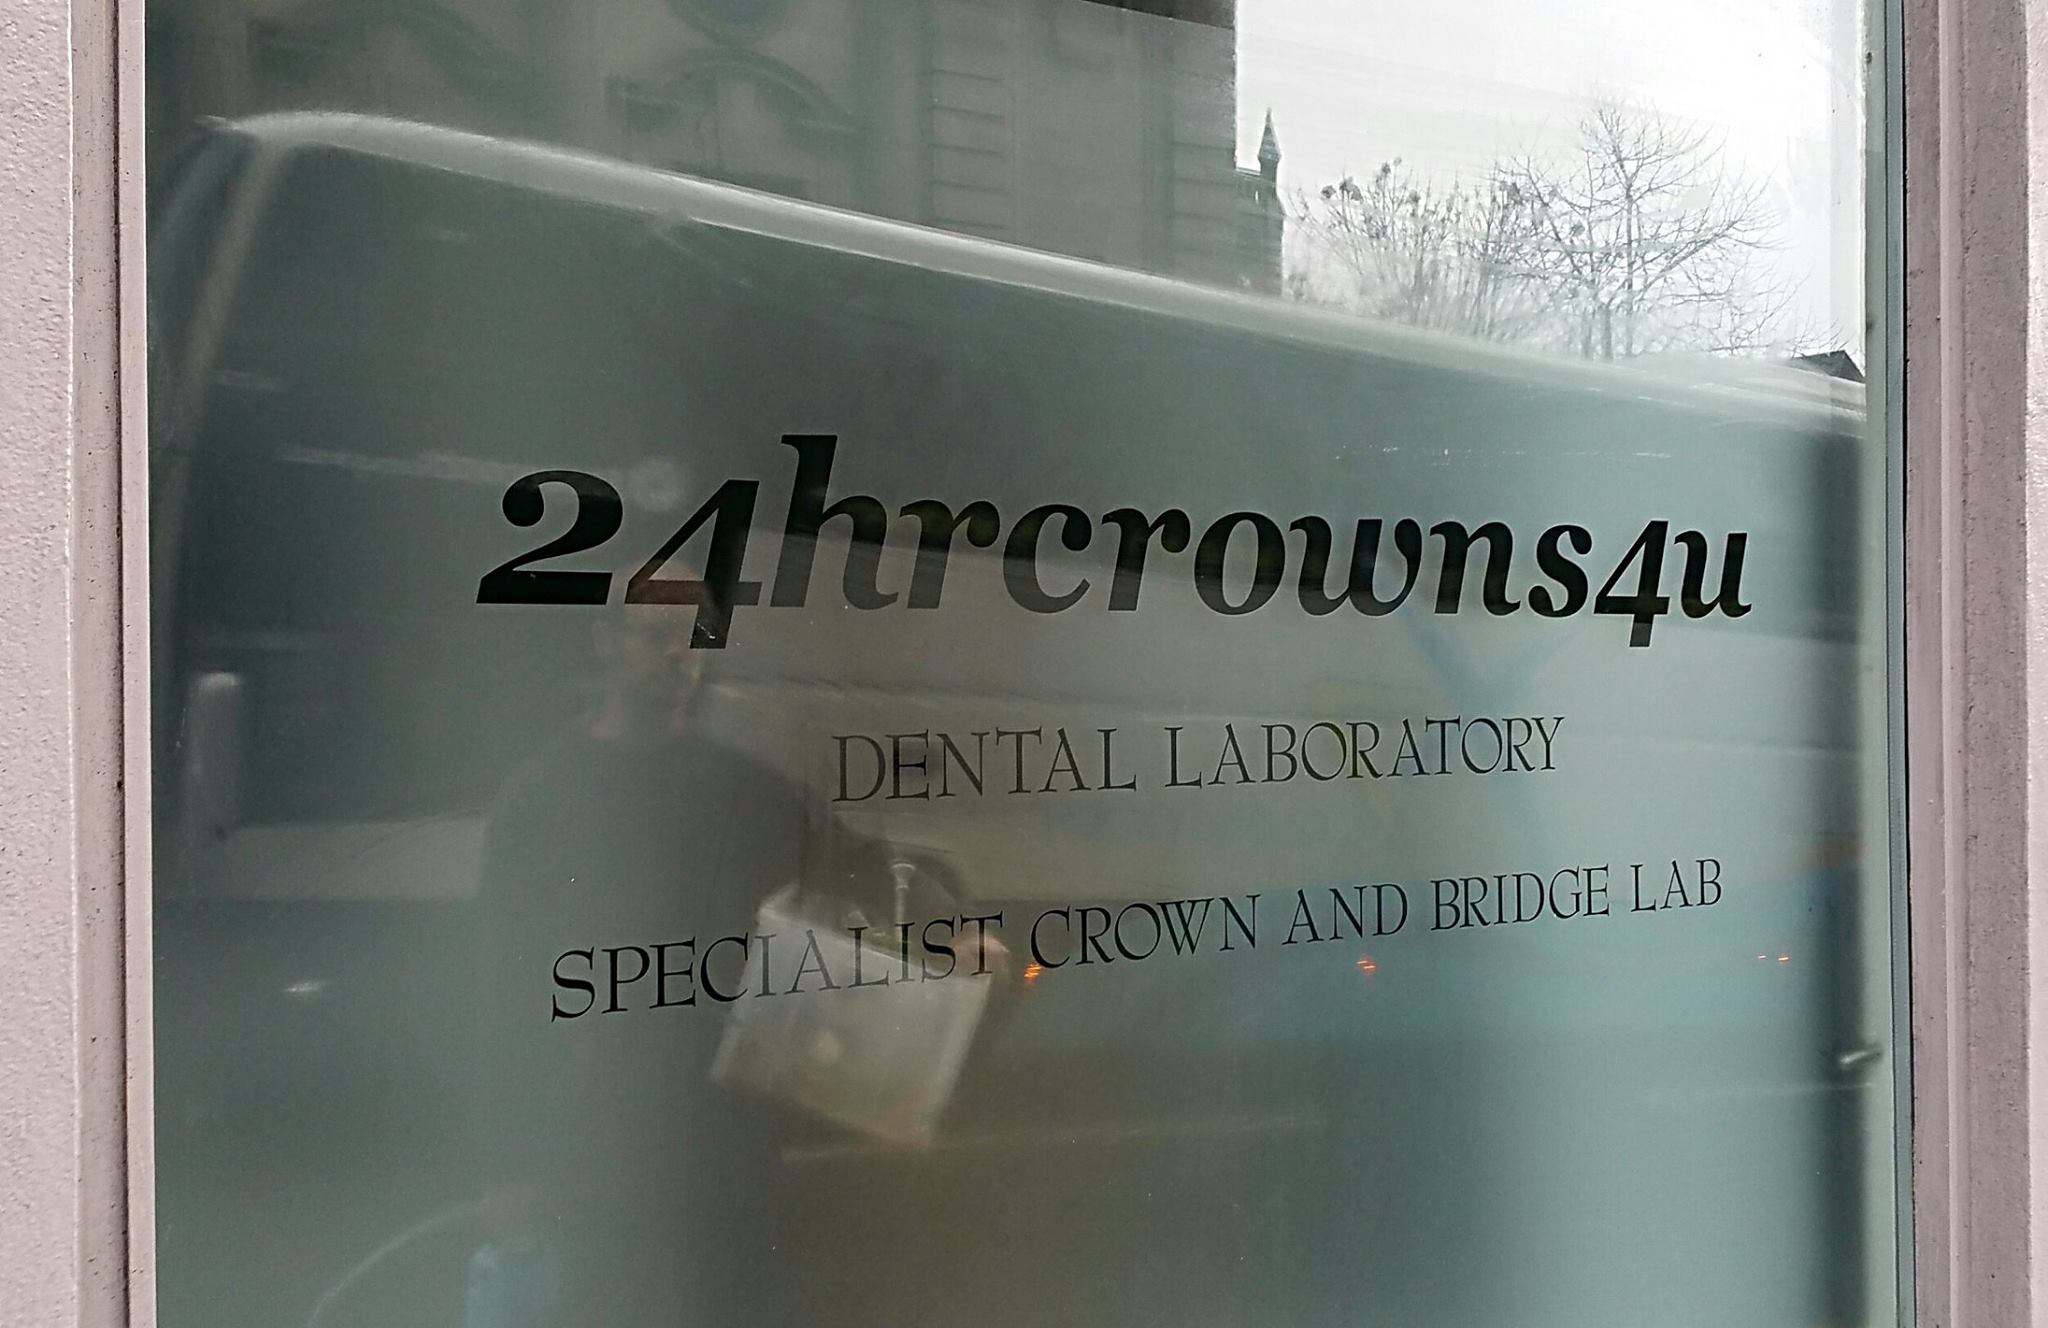 24hrcrowns4u
DENTAL LABORATORY
SPECIALIST CROWN AND BRIDGE LAB